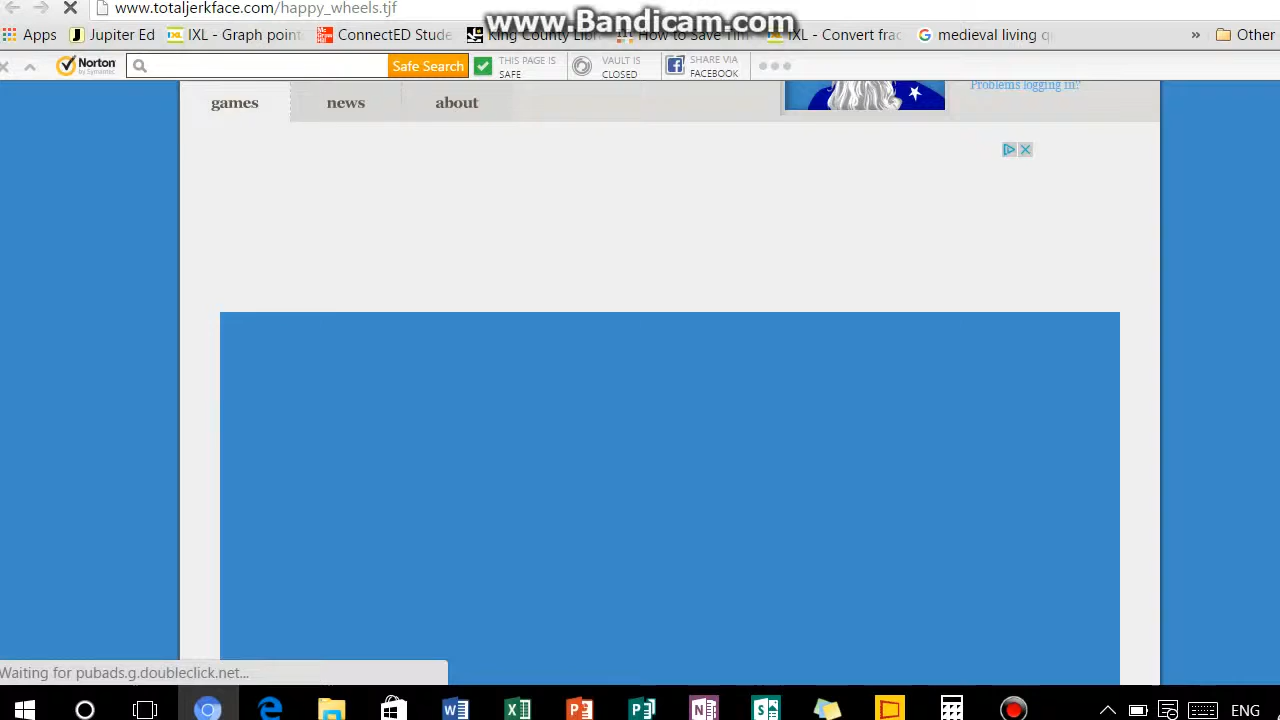 www.totaljerkface.com/happy_wheels.tjf
www.Bandicam.com
Apps Jupiter Ed IXL - Graph point ConnectED Stude King County Lib How to Save Tim IXL - Convert frac medieval living q » Other
Norton by Symantec Safe Search THIS PAGE IS SAFE VAULT IS CLOSED SHARE VIA FACEBOOK
games news about
Problems logging in?
Waiting for pubads.g.doubleclick.net...
ENG